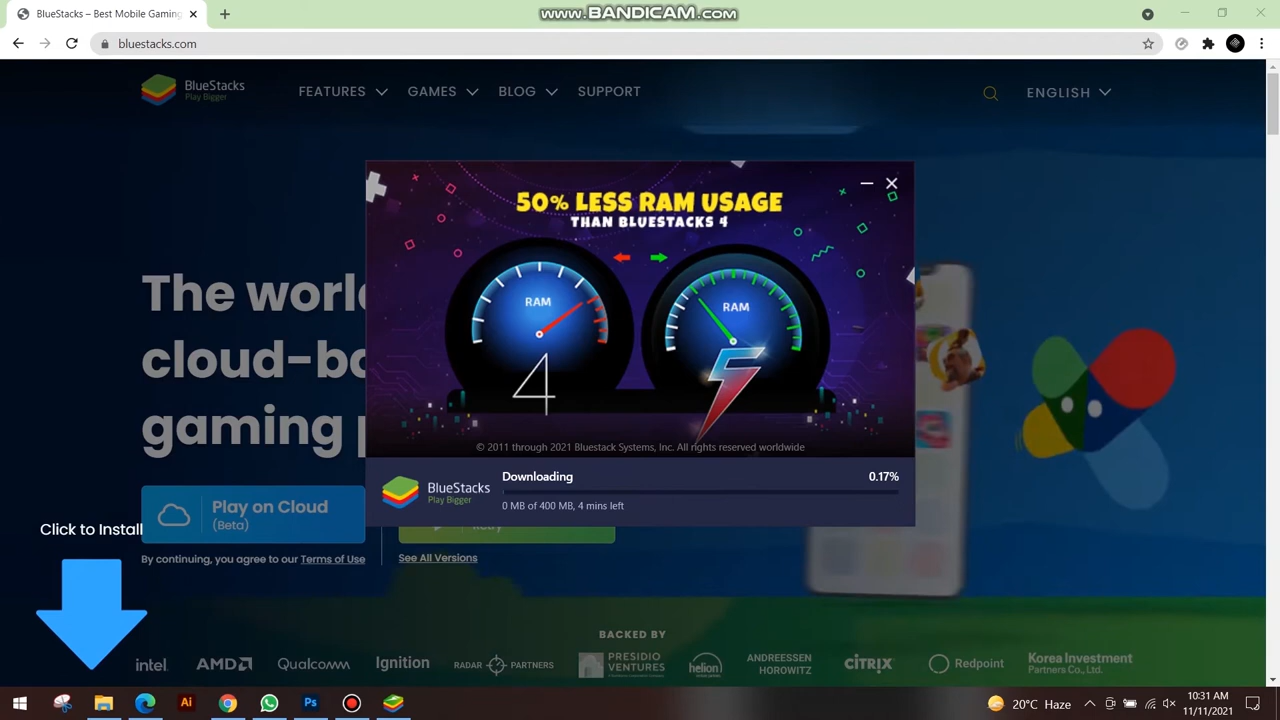 BlueStacks – Best Mobile Gaming
www.BANDICAM.com
bluestacks.com
BlueStacks
Play Bigger
FEATURES
GAMES
BLOG
SUPPORT
ENGLISH
50% LESS RAM USAGE
THAN BLUESTACKS 4
RAM
RAM
4
5
© 2011 through 2021 Bluestack Systems, Inc. All rights reserved worldwide
BlueStacks
Play Bigger
Downloading
0.17%
0 MB of 400 MB, 4 mins left
The worl
cloud-ba
gaming p
Play on Cloud
(Beta)
Retry
Click to Install
By continuing, you agree to our Terms of Use
See All Versions
BACKED BY
intel.
AMD
Qualcomm
Ignition
RADAR PARTNERS
PRESIDIO
VENTURES
helion
ANDREESSEN
HOROWITZ
CITRIX
Redpoint
Korea Investment
Partners Co., Ltd.
Ai
Ps
20°C Haze
10:31 AM
11/11/2021